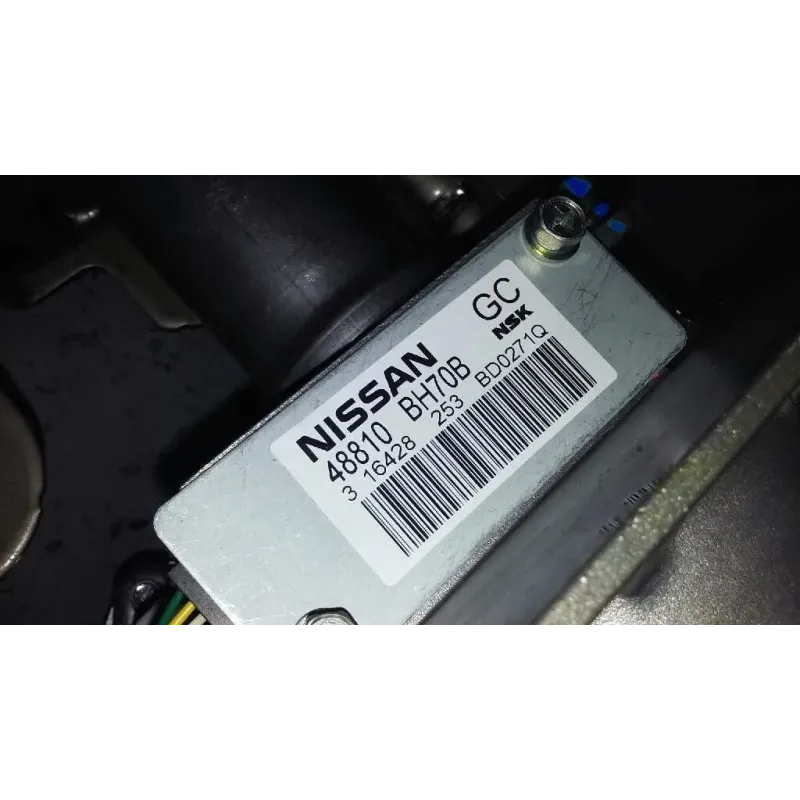 GC
NISSAN NSK
48810 BH70B
3 16428 253 BD0271Q